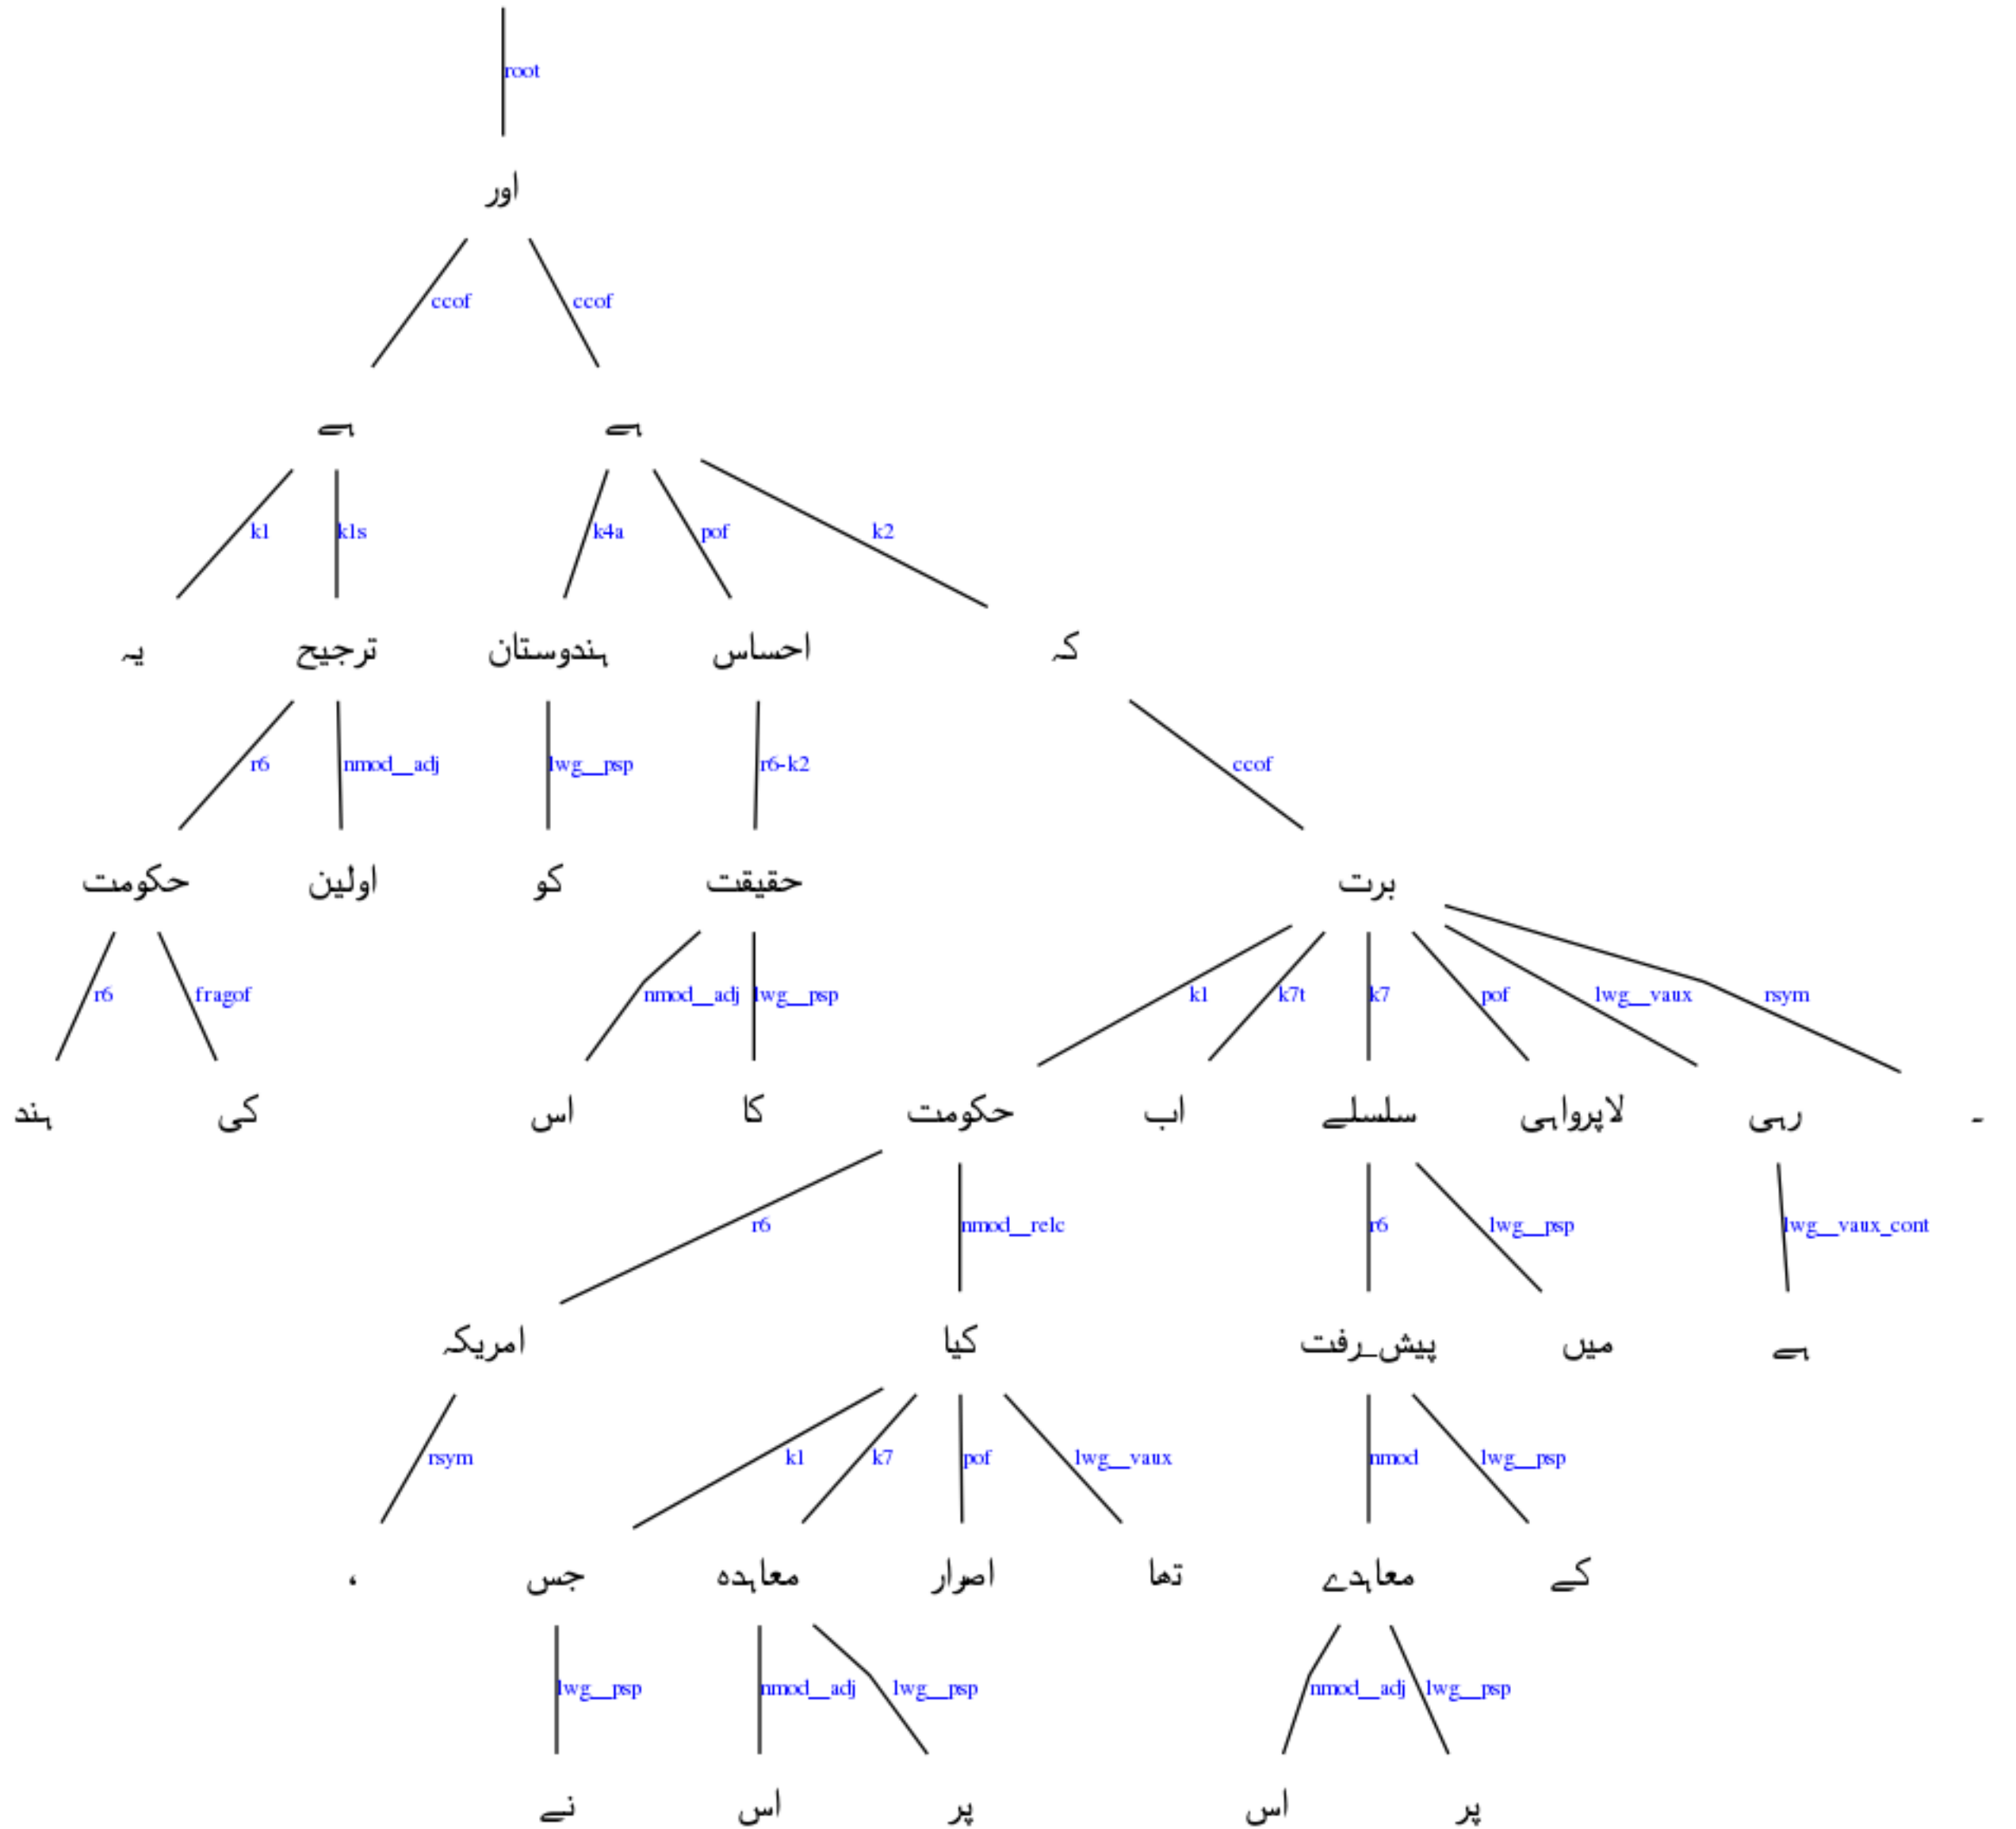 root
اور
ccof ccof
ہے ہے
k1 k1s k4a pof k2
یہ ترجیح ہندوستان احساس کہ
r6 nmod__adj lwg__psp r6-k2 ccof
حکومت اولین کو حقیقت برت
r6 fragof nmod__adj lwg__psp k1 k7t k7 pof lwg__vaux rsym
ہند کی اس کا حکومت اب سلسلے لاپرواہی رہی ۔
r6 nmod__relc r6 lwg__psp lwg__vaux_cont
امریکہ کیا پیش_رفت میں ہے
rsym k1 k7 pof lwg__vaux nmod lwg__psp
، جس معاہدہ اصرار تھا معاہدے کے
lwg__psp nmod__adj lwg__psp nmod__adj lwg__psp
نے اس پر اس پر